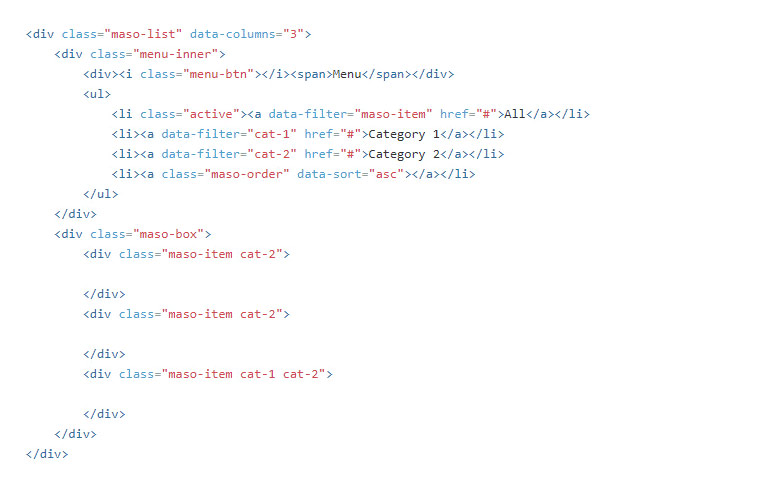 <div class="maso-list" data-columns="3">
    <div class="menu-inner">
        <div><i class="menu-btn"></i><span>Menu</span></div>
        <ul>
            <li class="active"><a data-filter="maso-item" href="#">All</a></li>
            <li><a data-filter="cat-1" href="#">Category 1</a></li>
            <li><a data-filter="cat-2" href="#">Category 2</a></li>
            <li><a class="maso-order" data-sort="asc"></a></li>
        </ul>
    </div>
    <div class="maso-box">
        <div class="maso-item cat-2">

        </div>
        <div class="maso-item cat-2">

        </div>
        <div class="maso-item cat-1 cat-2">

        </div>
    </div>
</div>